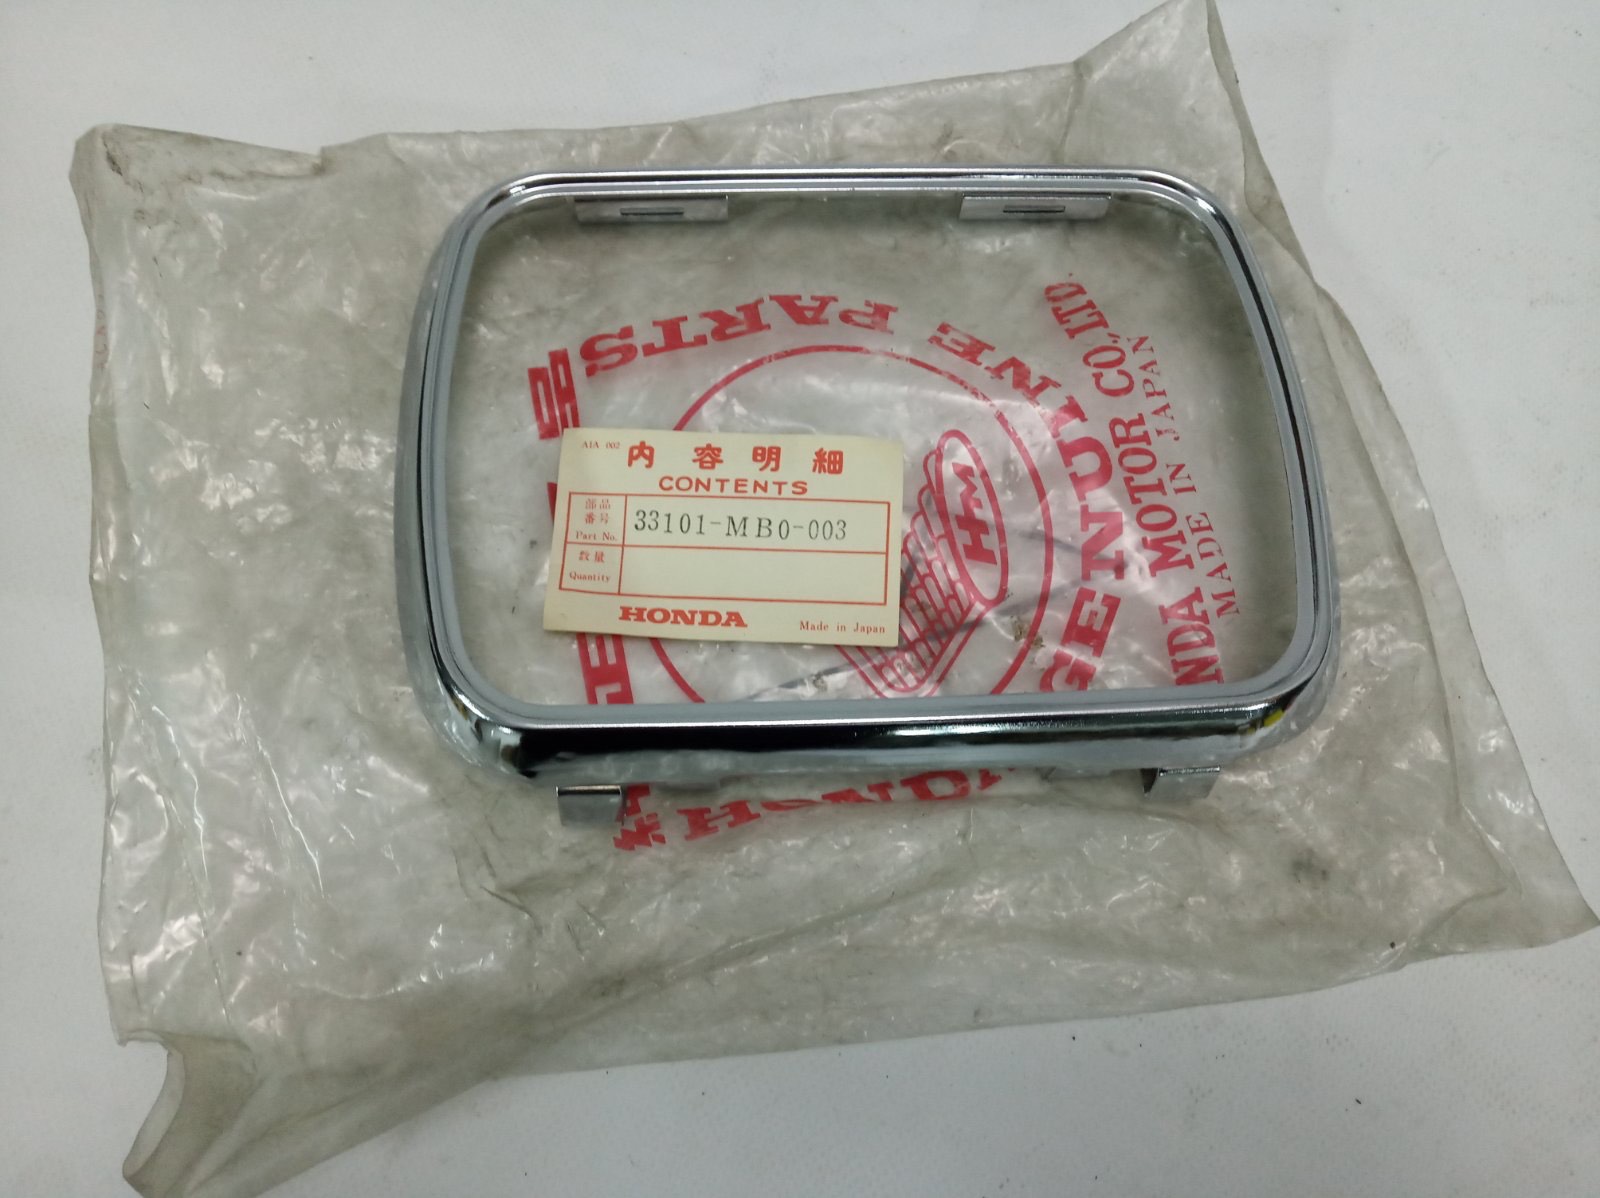 AIA 002
内容明細
CONTENTS
部品
番号
Part No.
33101-MB0-003
数量
Quantity
HONDA
Made in Japan
GENUINE PARTS
HM
HONDA
MOTOR CO.,LTD.
MADE IN JAPAN